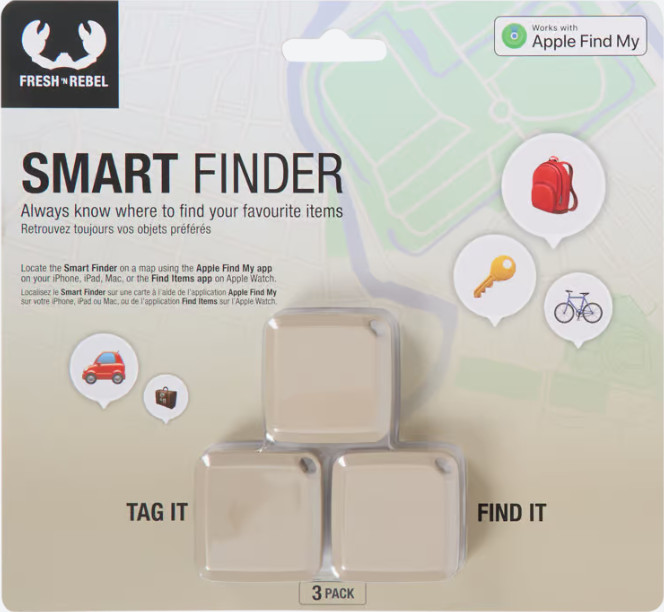 FRESH 'N REBEL
Works with
Apple Find My
SMART FINDER
Always know where to find your favourite items
Retrouvez toujours vos objets préférés
Locate the Smart Finder on a map using the Apple Find My app
on your iPhone, iPad, Mac, or the Find Items app on Apple Watch.
Localisez le Smart Finder sur une carte à l'aide de l'application Apple Find My
sur votre iPhone, iPad ou Mac, ou de l'application Find Items sur l'Apple Watch.
TAG IT
FIND IT
3 PACK